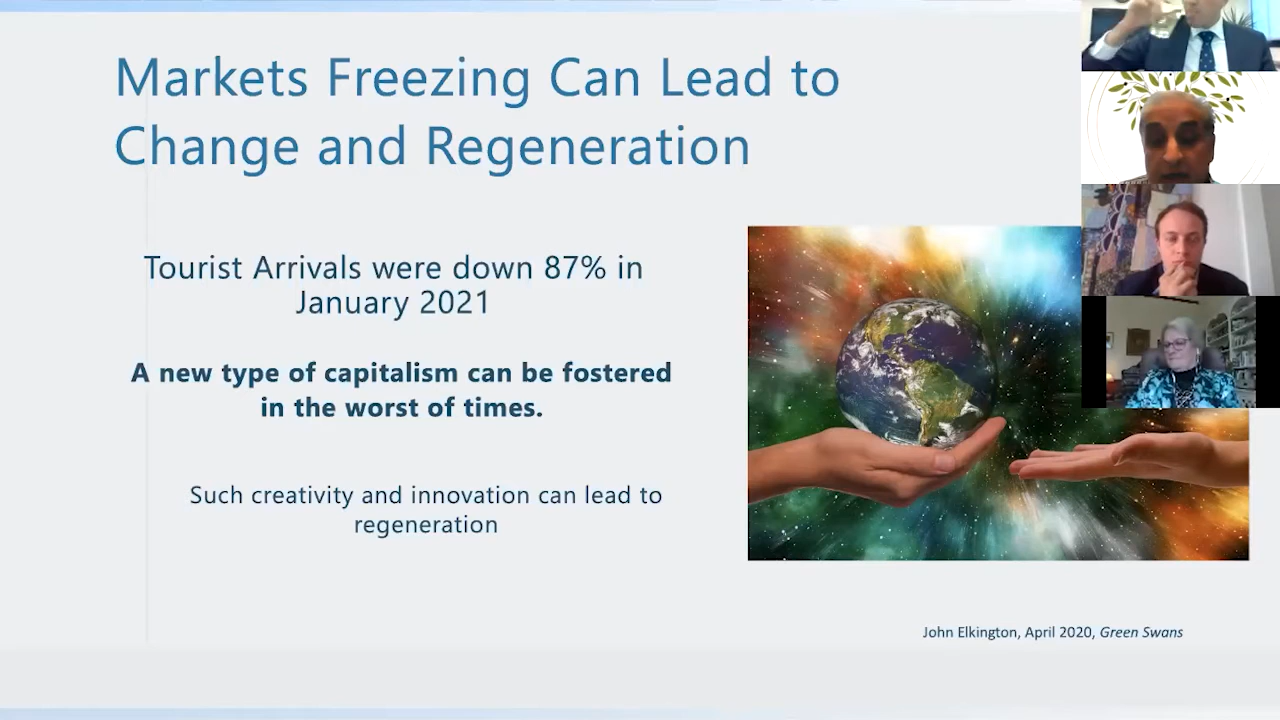 Markets Freezing Can Lead to
Change and Regeneration
Tourist Arrivals were down 87% in
January 2021
A new type of capitalism can be fostered
in the worst of times.
Such creativity and innovation can lead to
regeneration
John Elkington, April 2020, Green Swans